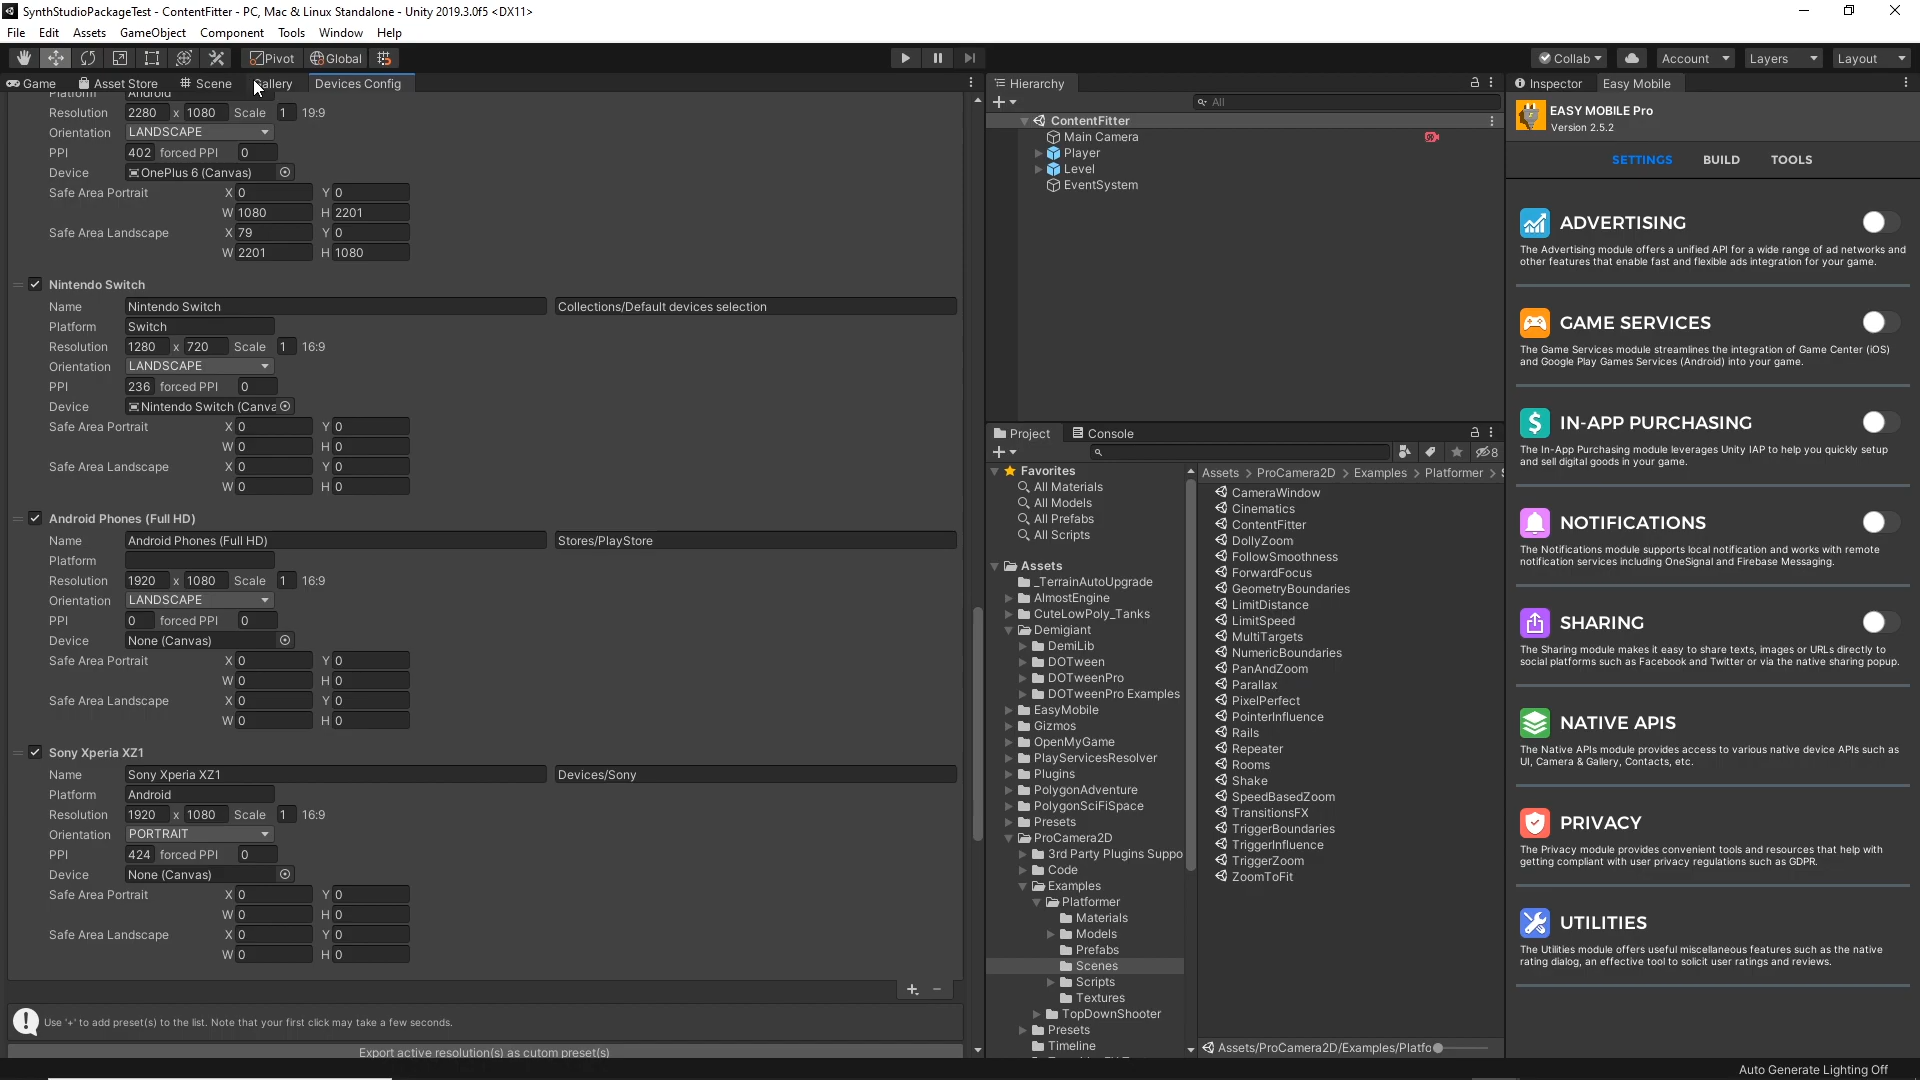 SynthStudioPackageTest - ContentFitter - PC, Mac & Linux Standalone - Unity 2019.3.0f5 <DX11>
File Edit Assets GameObject Component Tools Window Help
Pivot Global Collab Account Layers Layout
Game Asset Store Scene Gallery Devices Config
Platform Android
Resolution 2280 x 1080 Scale 1 19:9
Orientation LANDSCAPE
PPI 402 forced PPI 0
Device OnePlus 6 (Canvas)
Safe Area Portrait X 0 Y 0
W 1080 H 2201
Safe Area Landscape X 79 Y 0
W 2201 H 1080
Nintendo Switch
Name Nintendo Switch Collections/Default devices selection
Platform Switch
Resolution 1280 x 720 Scale 1 16:9
Orientation LANDSCAPE
PPI 236 forced PPI 0
Device Nintendo Switch (Canva
Safe Area Portrait X 0 Y 0
W 0 H 0
Safe Area Landscape X 0 Y 0
W 0 H 0
Android Phones (Full HD)
Name Android Phones (Full HD) Stores/PlayStore
Platform
Resolution 1920 x 1080 Scale 1 16:9
Orientation LANDSCAPE
PPI 0 forced PPI 0
Device None (Canvas)
Safe Area Portrait X 0 Y 0
W 0 H 0
Safe Area Landscape X 0 Y 0
W 0 H 0
Sony Xperia XZ1
Name Sony Xperia XZ1 Devices/Sony
Platform Android
Resolution 1920 x 1080 Scale 1 16:9
Orientation PORTRAIT
PPI 424 forced PPI 0
Device None (Canvas)
Safe Area Portrait X 0 Y 0
W 0 H 0
Safe Area Landscape X 0 Y 0
W 0 H 0
Use '+' to add preset(s) to the list. Note that your first click may take a few seconds.
Export active resolution(s) as cutom preset(s)
Hierarchy
All
ContentFitter
Main Camera
Player
Level
EventSystem
Project Console
8
Favorites
All Materials
All Models
All Prefabs
All Scripts
Assets
_TerrainAutoUpgrade
AlmostEngine
CuteLowPoly_Tanks
Demigiant
DemiLib
DOTween
DOTweenPro
DOTweenPro Examples
EasyMobile
Gizmos
OpenMyGame
PlayServicesResolver
Plugins
PolygonAdventure
PolygonSciFiSpace
Presets
ProCamera2D
3rd Party Plugins Suppo
Code
Examples
Platformer
Materials
Models
Prefabs
Scenes
Scripts
Textures
TopDownShooter
Presets
Timeline
Assets > ProCamera2D > Examples > Platformer >
CameraWindow
Cinematics
ContentFitter
DollyZoom
FollowSmoothness
ForwardFocus
GeometryBoundaries
LimitDistance
LimitSpeed
MultiTargets
NumericBoundaries
PanAndZoom
Parallax
PixelPerfect
PointerInfluence
Rails
Repeater
Rooms
Shake
SpeedBasedZoom
TransitionsFX
TriggerBoundaries
TriggerInfluence
TriggerZoom
ZoomToFit
Assets/ProCamera2D/Examples/Platfo
Inspector Easy Mobile
EASY MOBILE Pro
Version 2.5.2
SETTINGS BUILD TOOLS
ADVERTISING
The Advertising module offers a unified API for a wide range of ad networks and
other features that enable fast and flexible ads integration for your game.
GAME SERVICES
The Game Services module streamlines the integration of Game Center (iOS)
and Google Play Games Services (Android) into your game.
IN-APP PURCHASING
The In-App Purchasing module leverages Unity IAP to help you quickly setup
and sell digital goods in your game.
NOTIFICATIONS
The Notifications module supports local notification and works with remote
notification services including OneSignal and Firebase Messaging.
SHARING
The Sharing module makes it easy to share texts, images or URLs directly to
social platforms such as Facebook and Twitter or via the native sharing popup.
NATIVE APIS
The Native APIs module provides access to various native device APIs such as
UI, Camera & Gallery, Contacts, etc.
PRIVACY
The Privacy module provides convenient tools and resources that help with
getting compliant with user privacy regulations such as GDPR.
UTILITIES
The Utilities module offers useful miscellaneous features such as the native
rating dialog, an effective tool to solicit user ratings and reviews.
Auto Generate Lighting Off